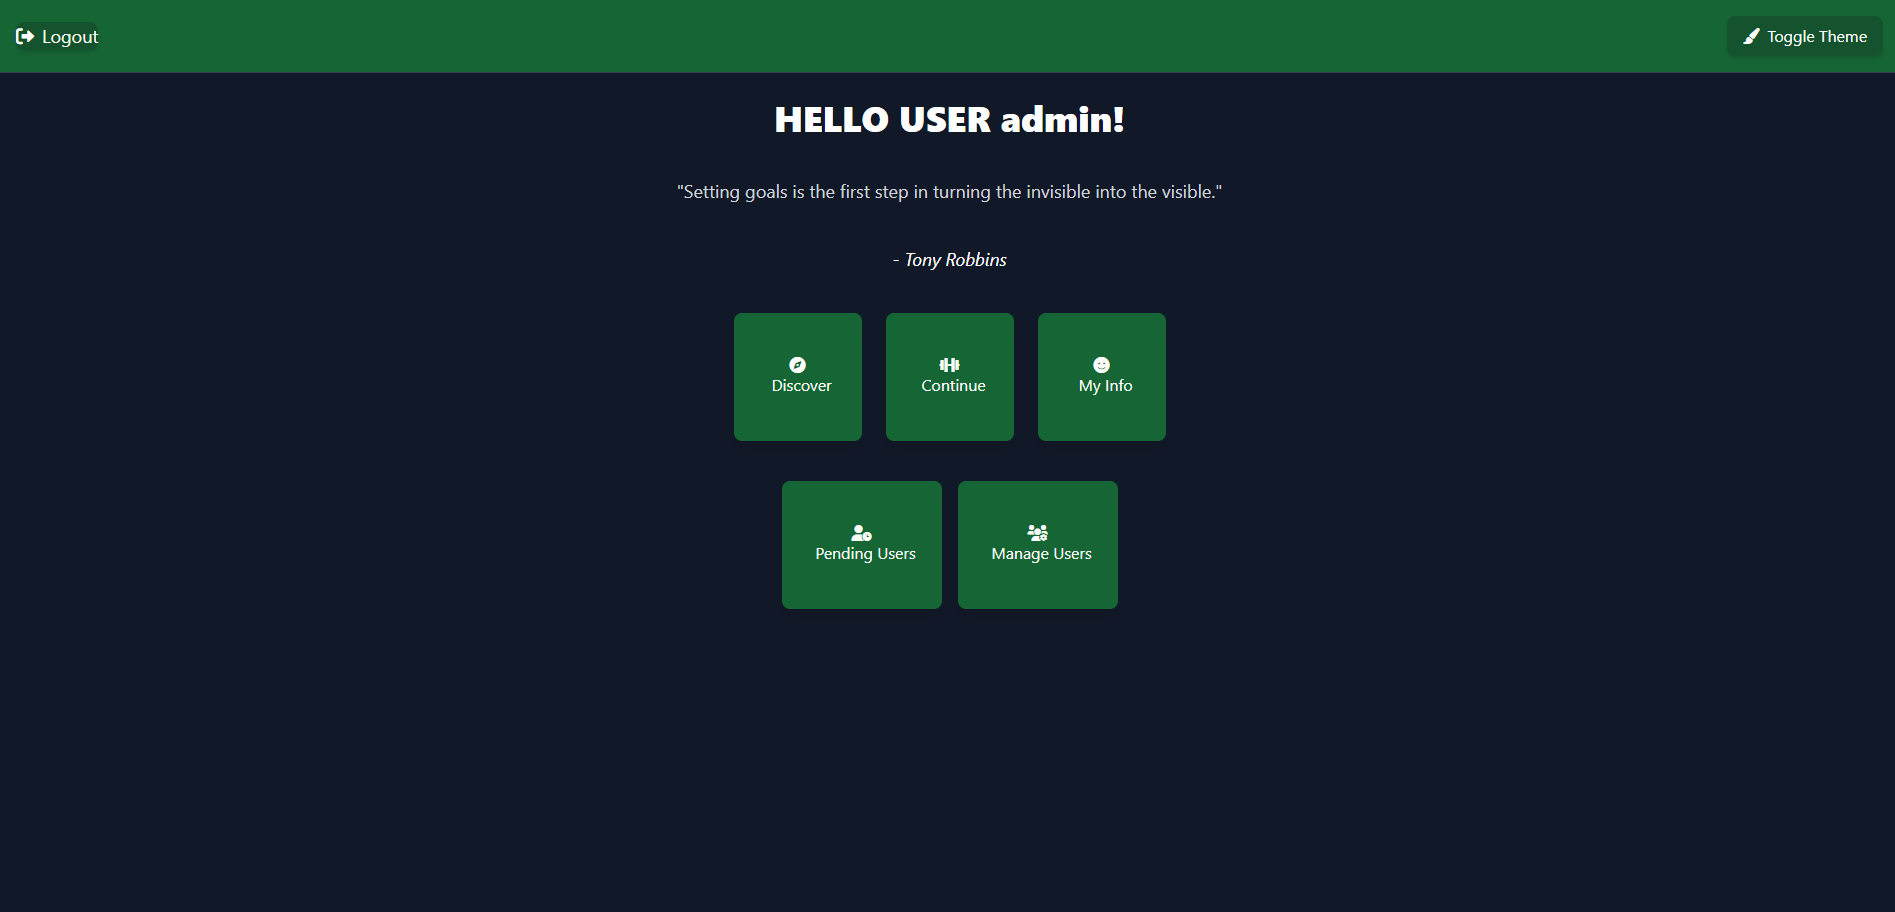 Logout
Toggle Theme
HELLO USER admin!
"Setting goals is the first step in turning the invisible into the visible."
- Tony Robbins
Discover
Continue
My Info
Pending Users
Manage Users